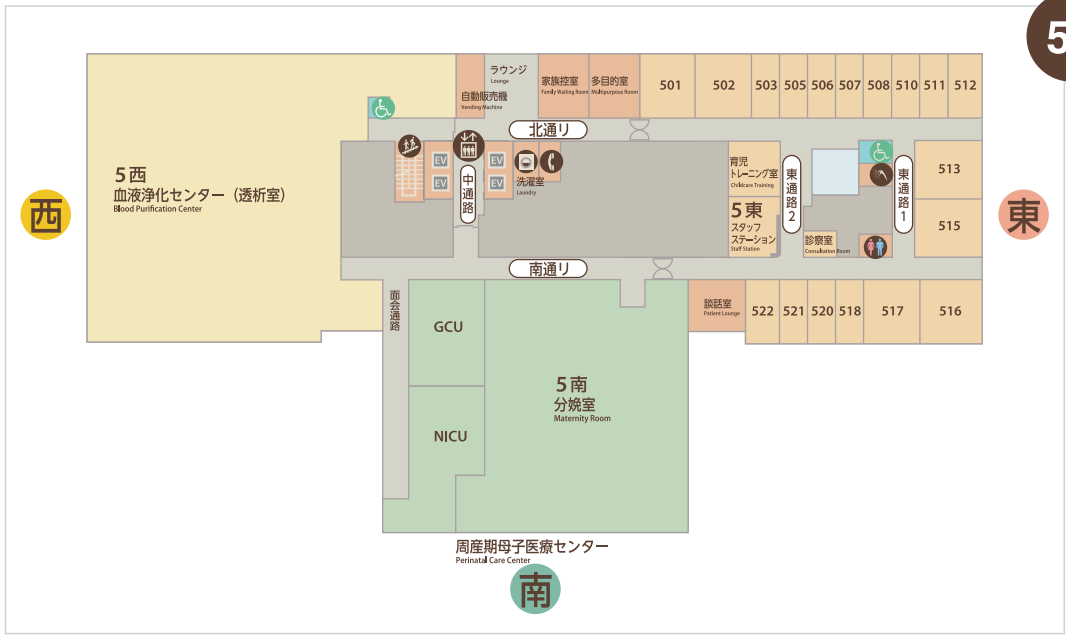 5
ラウンジ
Lounge
自動販売機
Vending Machine
家族控室
Family Waiting Room
多目的室
Multipurpose Room
501
502
503
505
506
507
508
510
511
512
北通り
EV
EV
EV
EV
中通路
洗濯室
Laundry
5西
血液浄化センター（透析室）
Blood Purification Center
西
育児
トレーニング室
Childcare Training
東通路2
東通路1
513
515
5東
スタッフ
ステーション
Staff Station
診察室
Consultation Room
東
南通り
面会通路
GCU
NICU
5南
分娩室
Maternity Room
談話室
Patient Lounge
522
521
520
518
517
516
周産期母子医療センター
Perinatal Care Center
南